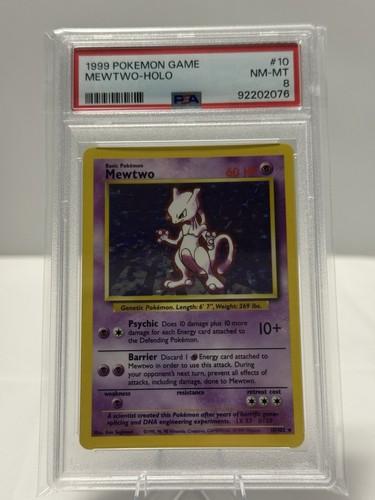 1999 POKEMON GAME #10
MEWTWO-HOLO NM-MT
8
PSA 92202076
Basic Pokémon
Mewtwo 60 HP
Genetic Pokémon. Length: 6' 7", Weight: 269 lbs.
Psychic Does 10 damage plus 10 more
damage for each Energy card attached to
the Defending Pokémon.
10+
Barrier Discard 1 Energy card attached to
Mewtwo in order to use this attack. During
your opponent's next turn, prevent all effects of
attacks, including damage, done to Mewtwo.
weakness resistance retreat cost
A scientist created this Pokémon after years of horrific gene-
splicing and DNA engineering experiments.
10/102